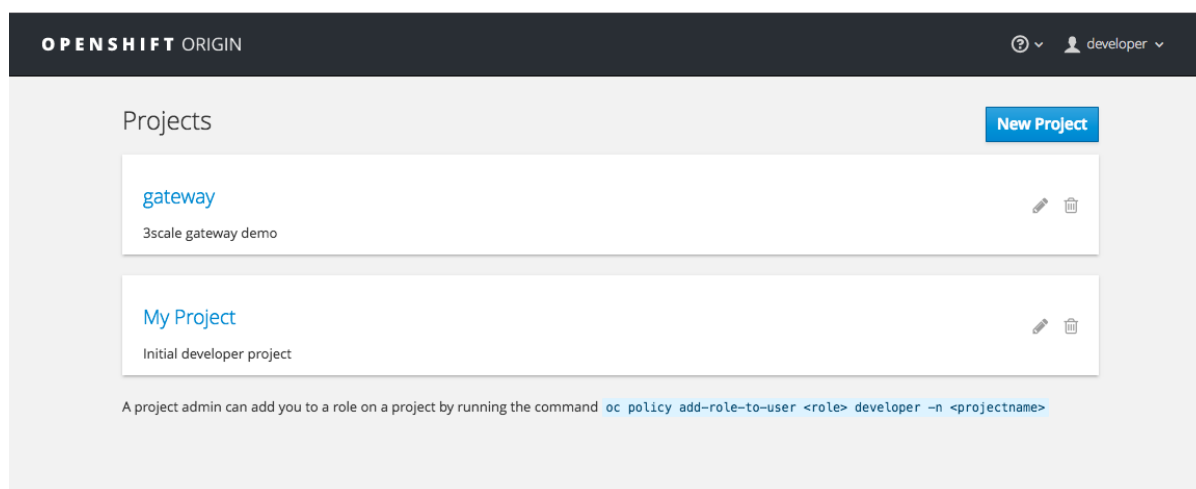 OPENSHIFT ORIGIN
developer
Projects
New Project
gateway
3scale gateway demo
My Project
Initial developer project
A project admin can add you to a role on a project by running the command oc policy add-role-to-user <role> developer -n <projectname>